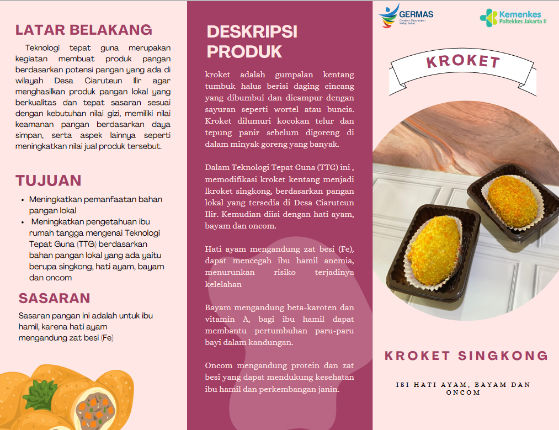 LATAR BELAKANG
Teknologi tepat guna merupakan
kegiatan membuat produk pangan
berdasarkan potensi pangan yang ada di
wilayah Desa Ciaruteun Ilir agar
menghasilkan produk pangan lokal yang
berkualitas dan tepat sasaran sesuai
dengan kebutuhan nilai gizi, memiliki nilai
keamanan pangan berdasarkan daya
simpan, serta aspek lainnya seperti
meningkatkan nilai jual produk tersebut.
TUJUAN
• Meningkatkan pemanfaatan bahan
pangan lokal
• Meningkatkan pengetahuan ibu
rumah tangga mengenai Teknologi
Tepat Guna (TTG) berdasarkan
bahan pangan lokal yang ada yaitu
berupa singkong, hati ayam, bayam
dan oncom
SASARAN
Sasaran pangan ini adalah untuk ibu
hamil, karena hati ayam
mengandung zat besi (Fe)
DESKRIPSI
PRODUK
kroket adalah gumpalan kentang
tumbuk halus berisi daging cincang
yang dibumbui dan dicampur dengan
sayuran seperti wortel atau buncis.
Kroket dilumuri kocokan telur dan
tepung panir sebelum digoreng di
dalam minyak goreng yang banyak.
Dalam Teknologi Tepat Guna (TTG) ini ,
memodifikasi kroket kentang menjadi
lkroket singkong, berdasarkan pangan
lokal yang tersedia di Desa Ciaruteun
Ilir. Kemudian diisi dengan hati ayam,
bayam dan oncom.
Hati ayam mengandung zat besi (Fe),
dapat mencegah ibu hamil anemia,
menurunkan risiko terjadinya
kelelahan
Bayam mengandung beta-karoten dan
vitamin A, bagi ibu hamil dapat
membantu pertumbuhan paru-paru
bayi dalam kandungan.
Oncom mengandung protein dan zat
besi yang dapat mendukung kesehatan
ibu hamil dan perkembangan janin.
GERMAS
Kemenkes
Poltekkes Jakarta II
KROKET
KROKET SINGKONG
ISI HATI AYAM, BAYAM DAN
ONCOM